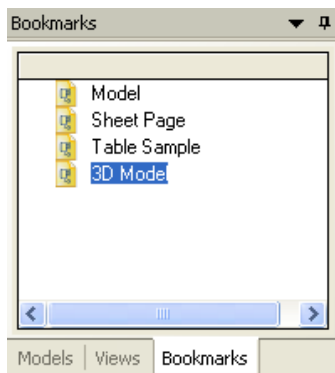 Bookmarks
Model
Sheet Page
Table Sample
3D Model
Models Views Bookmarks